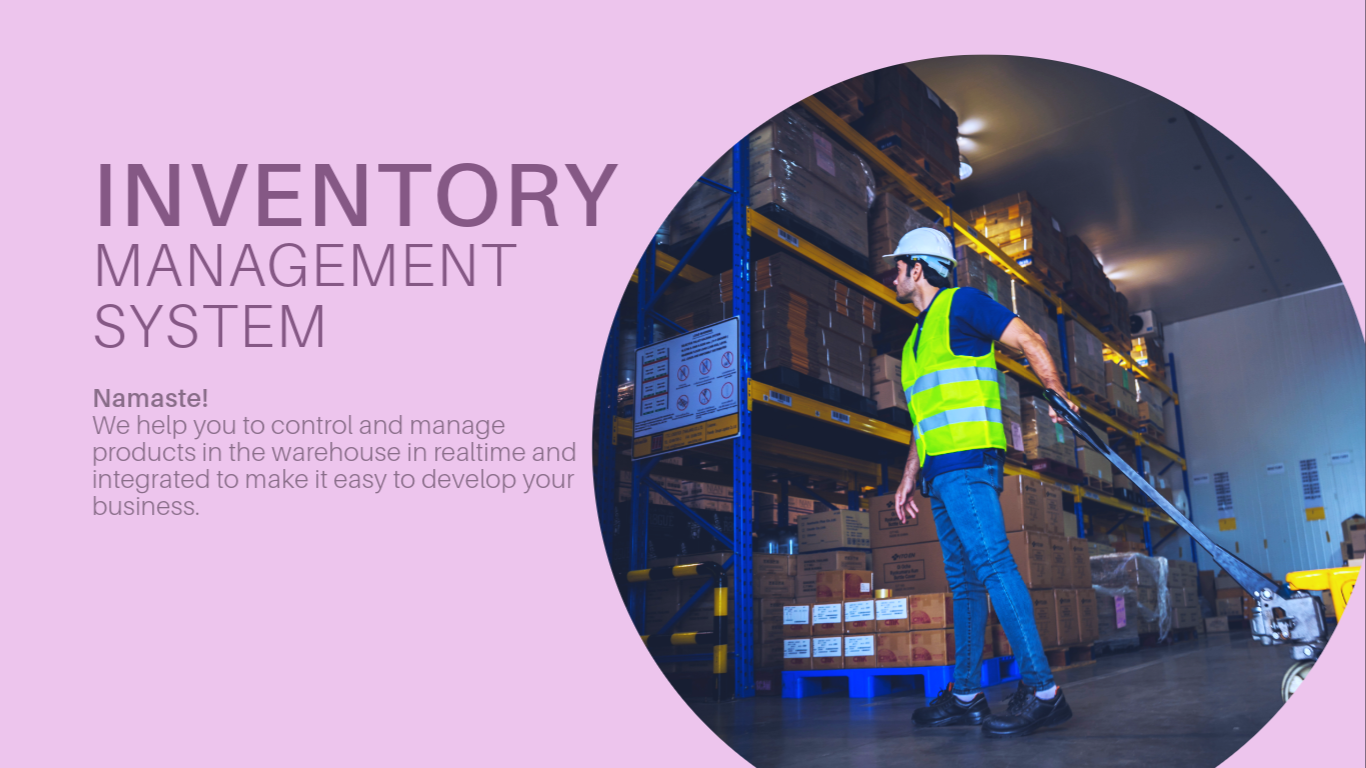 INVENTORY
MANAGEMENT
SYSTEM
Namaste!
We help you to control and manage
products in the warehouse in realtime and
integrated to make it easy to develop your
business.